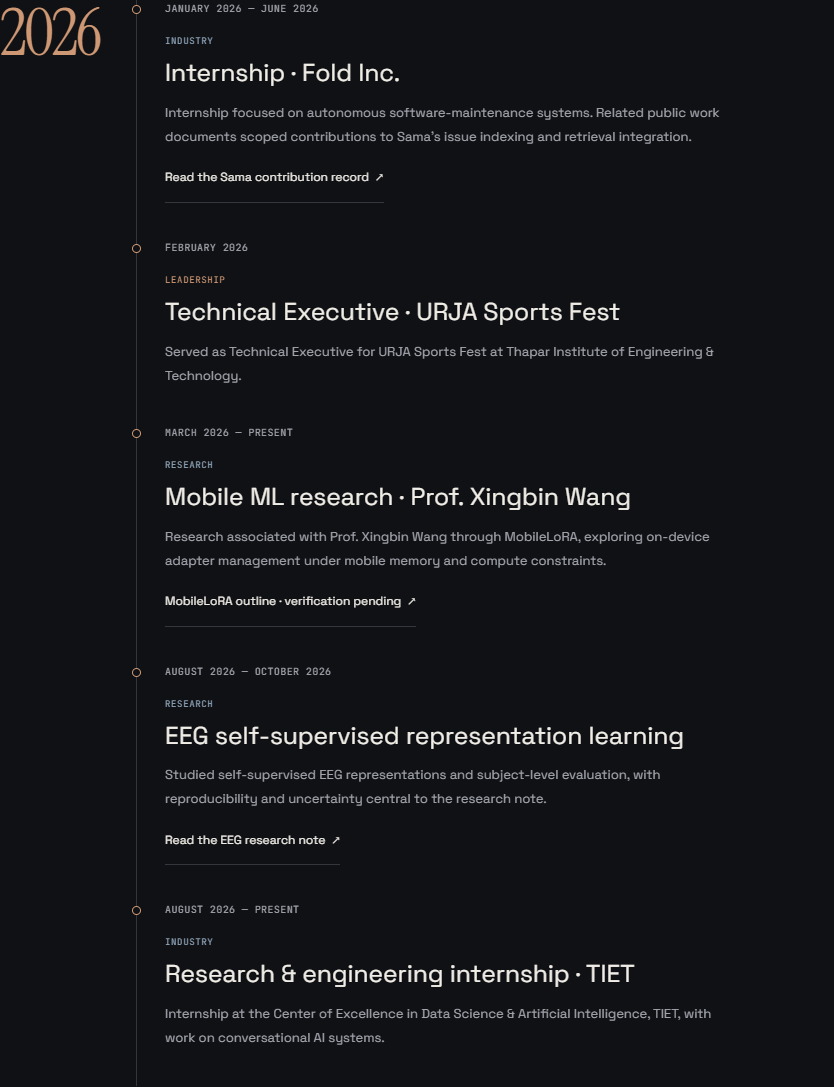 2026
JANUARY 2026 — JUNE 2026
INDUSTRY
Internship · Fold Inc.
Internship focused on autonomous software-maintenance systems. Related public work
documents scoped contributions to Sama's issue indexing and retrieval integration.
Read the Sama contribution record ↗
FEBRUARY 2026
LEADERSHIP
Technical Executive · URJA Sports Fest
Served as Technical Executive for URJA Sports Fest at Thapar Institute of Engineering &
Technology.
MARCH 2026 — PRESENT
RESEARCH
Mobile ML research · Prof. Xingbin Wang
Research associated with Prof. Xingbin Wang through MobileLoRA, exploring on-device
adapter management under mobile memory and compute constraints.
MobileLoRA outline · verification pending ↗
AUGUST 2026 — OCTOBER 2026
RESEARCH
EEG self-supervised representation learning
Studied self-supervised EEG representations and subject-level evaluation, with
reproducibility and uncertainty central to the research note.
Read the EEG research note ↗
AUGUST 2026 — PRESENT
INDUSTRY
Research & engineering internship · TIET
Internship at the Center of Excellence in Data Science & Artificial Intelligence, TIET, with
work on conversational AI systems.